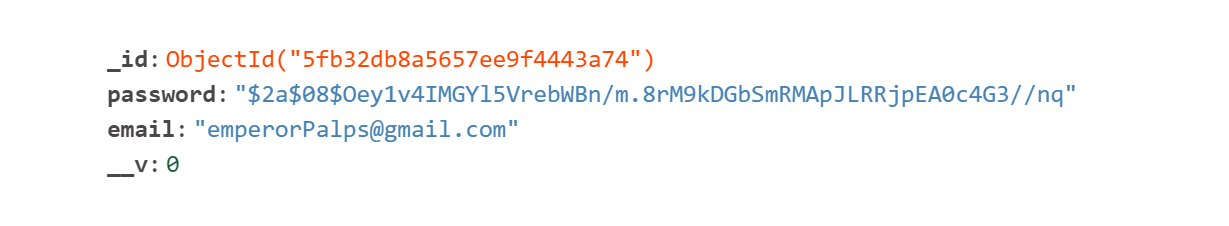 _id: ObjectId("5fb32db8a5657ee9f4443a74")
password: "$2a$08$Oey1v4IMGYl5VrebWBn/m.8rM9kDGbSmRMApJLRRjpEA0c4G3//nq"
email: "emperorPalps@gmail.com"
__v: 0